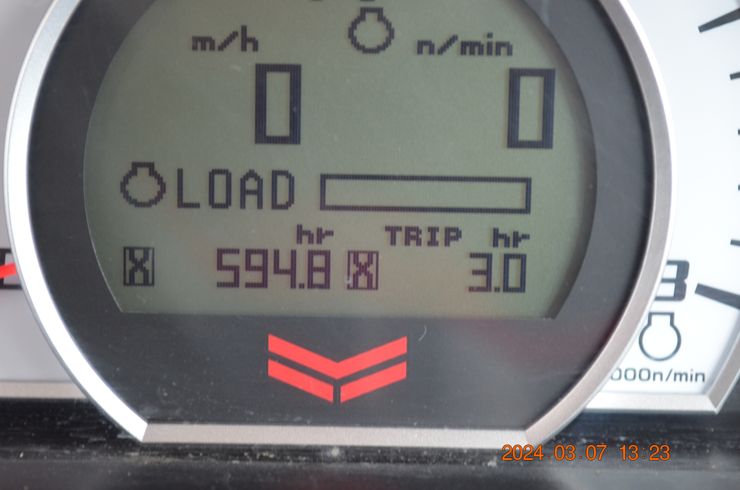 m/h n/min
0 0
LOAD
hr TRIP hr
594.8 3.0
3
000n/min
2024.03.07 13:23